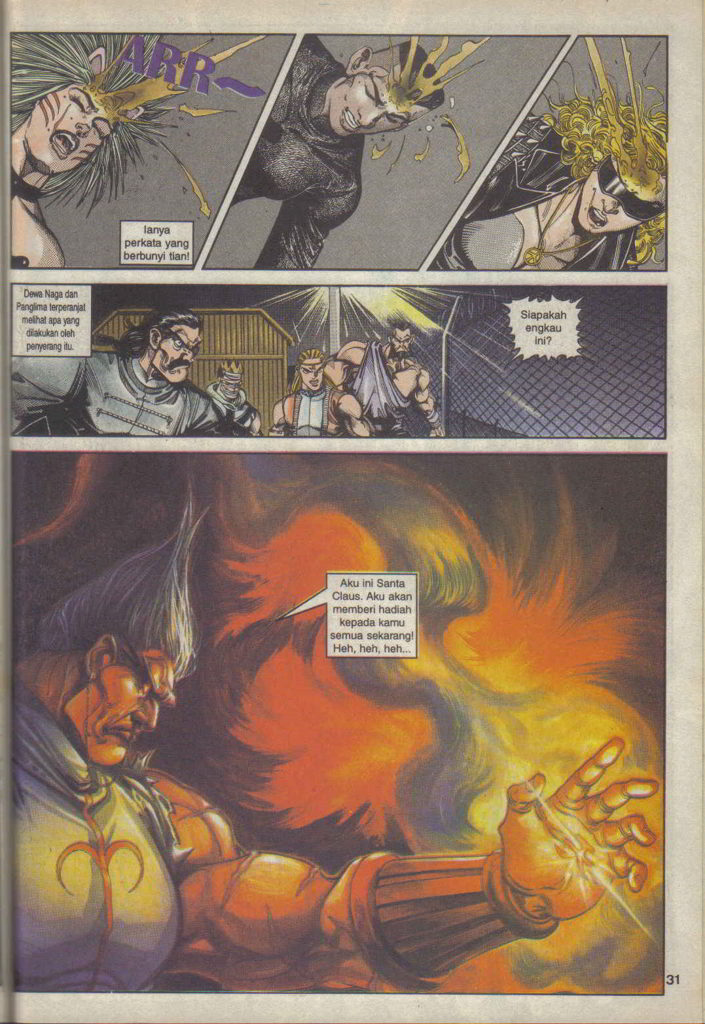 ARR~
Ianya
perkata yang
berbunyi tian!
Dewa Naga dan
Panglima terperanjat
melihat apa yang
dilakukan oleh
penyerang itu.
Siapakah
engkau
ini?
Aku ini Santa
Claus. Aku akan
memberi hadiah
kepada kamu
semua sekarang!
Heh, heh, heh...
31